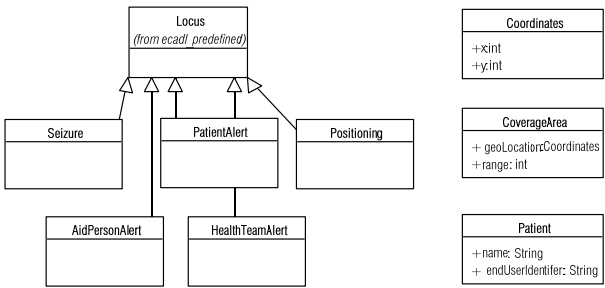 Locus
(from ecadl_predefined)
Coordinates
+x:int
+y:int
Seizure
PatientAlert
Positioning
CoverageArea
+ geoLocation:Coordinates
+range: int
AidPersonAlert
HealthTeamAlert
Patient
+name: String
+ endUserIdentifer: String